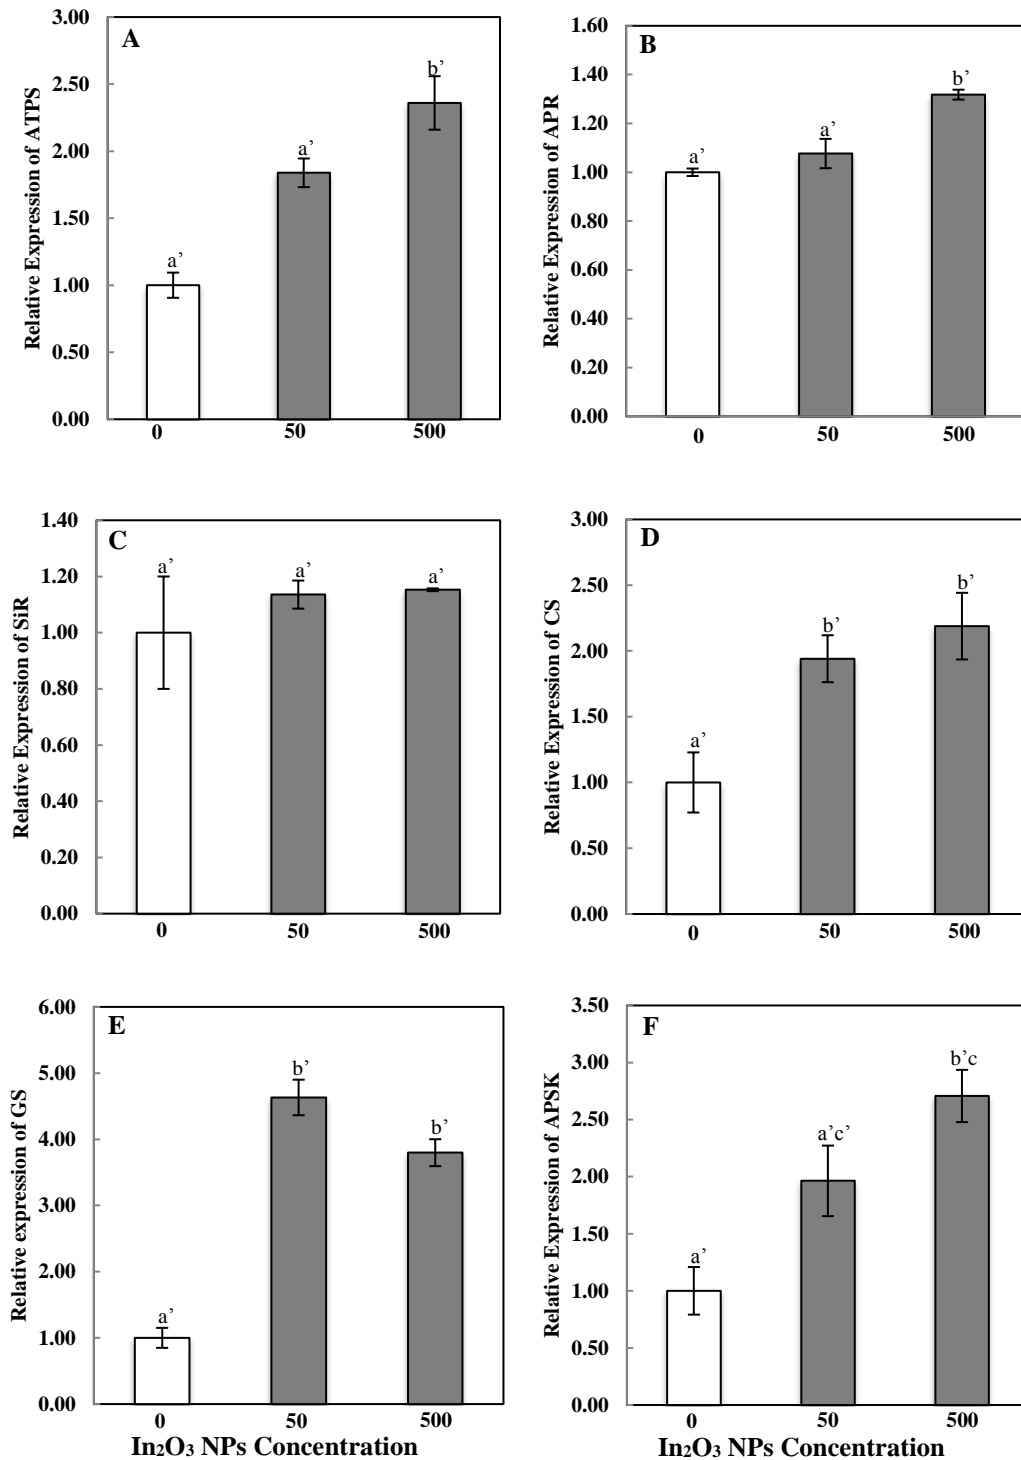 A
Relative Expression of ATPS
3.00
2.50
2.00
1.50
1.00
0.50
0.00
a’
a’
b’
0
50
500
B
Relative Expression of APR
1.60
1.40
1.20
1.00
0.80
0.60
0.40
0.20
0.00
a’
a’
b’
0
50
500
C
Relative Expression of SiR
1.40
1.20
1.00
0.80
0.60
0.40
0.20
0.00
a’
a’
a’
0
50
500
D
Relative Expression of CS
3.00
2.50
2.00
1.50
1.00
0.50
0.00
a’
b’
b’
0
50
500
E
Relative expression of GS
6.00
5.00
4.00
3.00
2.00
1.00
0.00
a’
b’
b’
0
50
500
In₂O₃ NPs Concentration
F
Relative Expression of APSK
3.50
3.00
2.50
2.00
1.50
1.00
0.50
0.00
a’
a’c’
b’c
0
50
500
In₂O₃ NPs Concentration